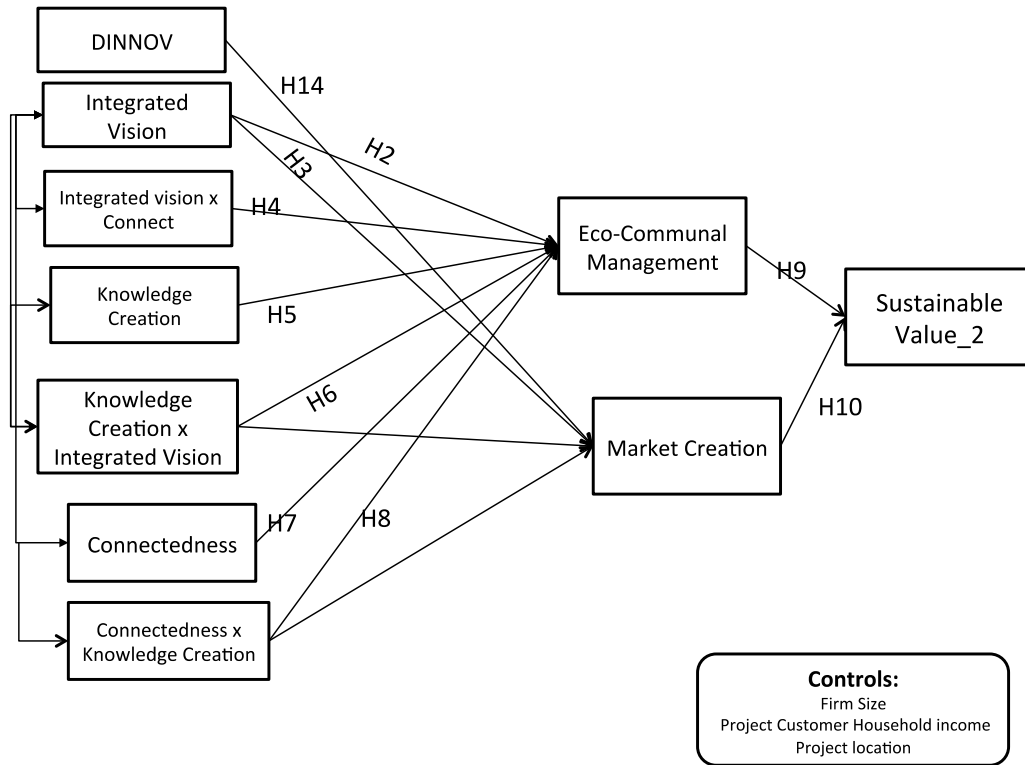 DINNOV
H14
Integrated
Vision
H2
H3
Integrated vision x
Connect
H4
Eco-Communal
Management
Knowledge
Creation
H5
H9
Sustainable
Value_2
Knowledge
Creation x
Integrated Vision
H6
Market Creation
H10
Connectedness
H7
H8
Connectedness x
Knowledge Creation
Controls:
Firm Size
Project Customer Household income
Project location